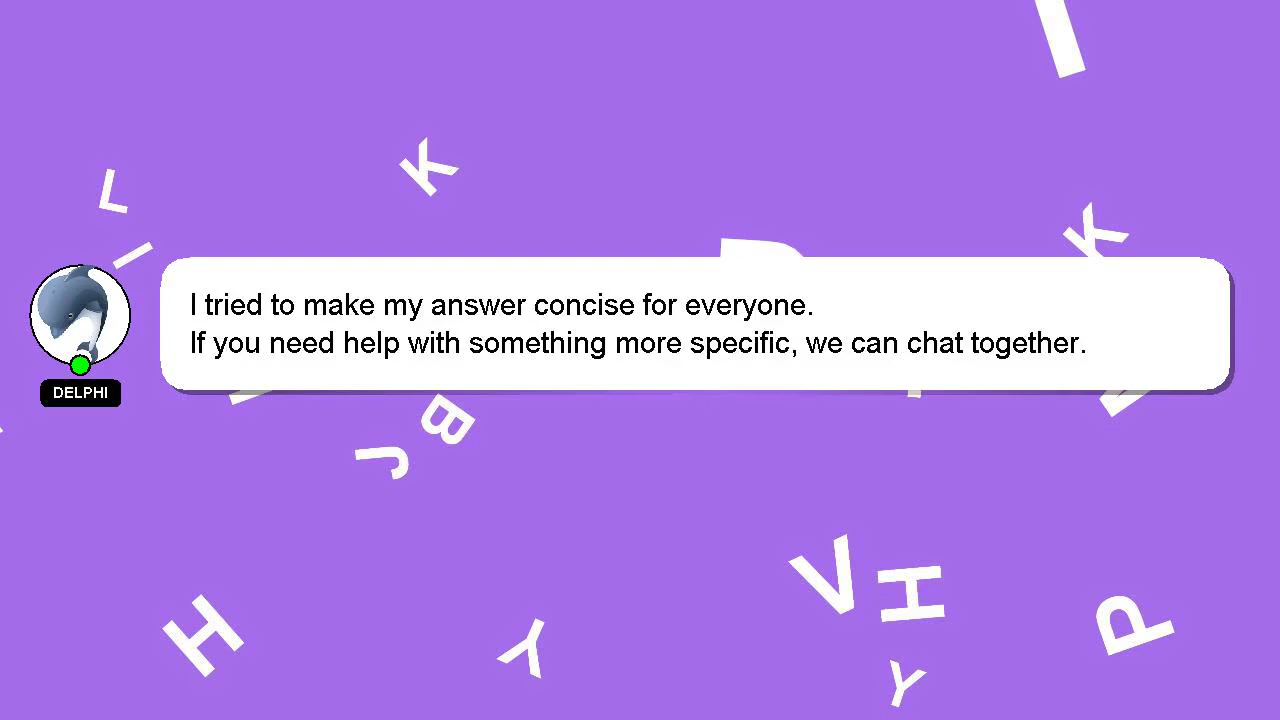 I
K
L
K
I tried to make my answer concise for everyone.
If you need help with something more specific, we can chat together.
DELPHI
B
J
V
H
P
H
Y
Y